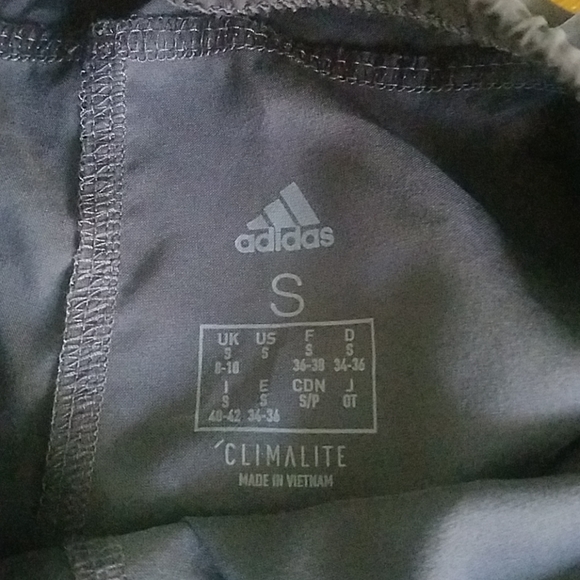 adidas
S
UK US F D
S S S S
8-10 36-38 34-36
I E CDN J
S S S/P OT
40-42 34-36
CLIMALITE
MADE IN VIETNAM